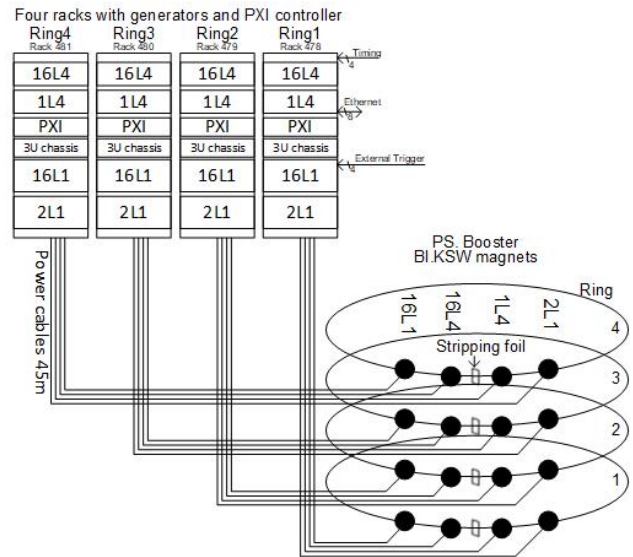 Four racks with generators and PXI controller
Ring4 Ring3 Ring2 Ring1
Rack 481 Rack 480 Rack 479 Rack 478
Timing
4
16L4 16L4 16L4 16L4
1L4 1L4 1L4 1L4
Ethernet
8
PXI PXI PXI PXI
3U chassis 3U chassis 3U chassis 3U chassis
External Trigger
4
16L1 16L1 16L1 16L1
2L1 2L1 2L1 2L1
Power cables 45m
PS. Booster
BI.KSW magnets
Ring
16L1 16L4 1L4 2L1
4
Stripping foil
3
2
1